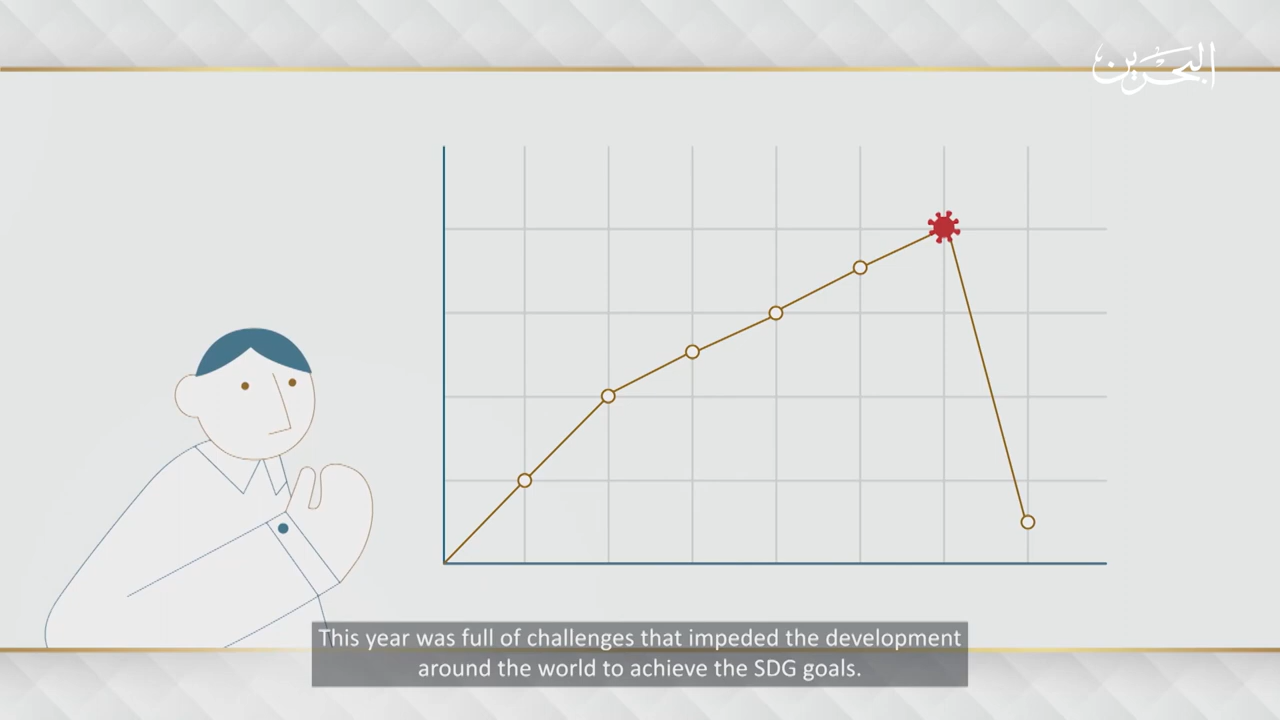 البحرين
This year was full of challenges that impeded the development
around the world to achieve the SDG goals.